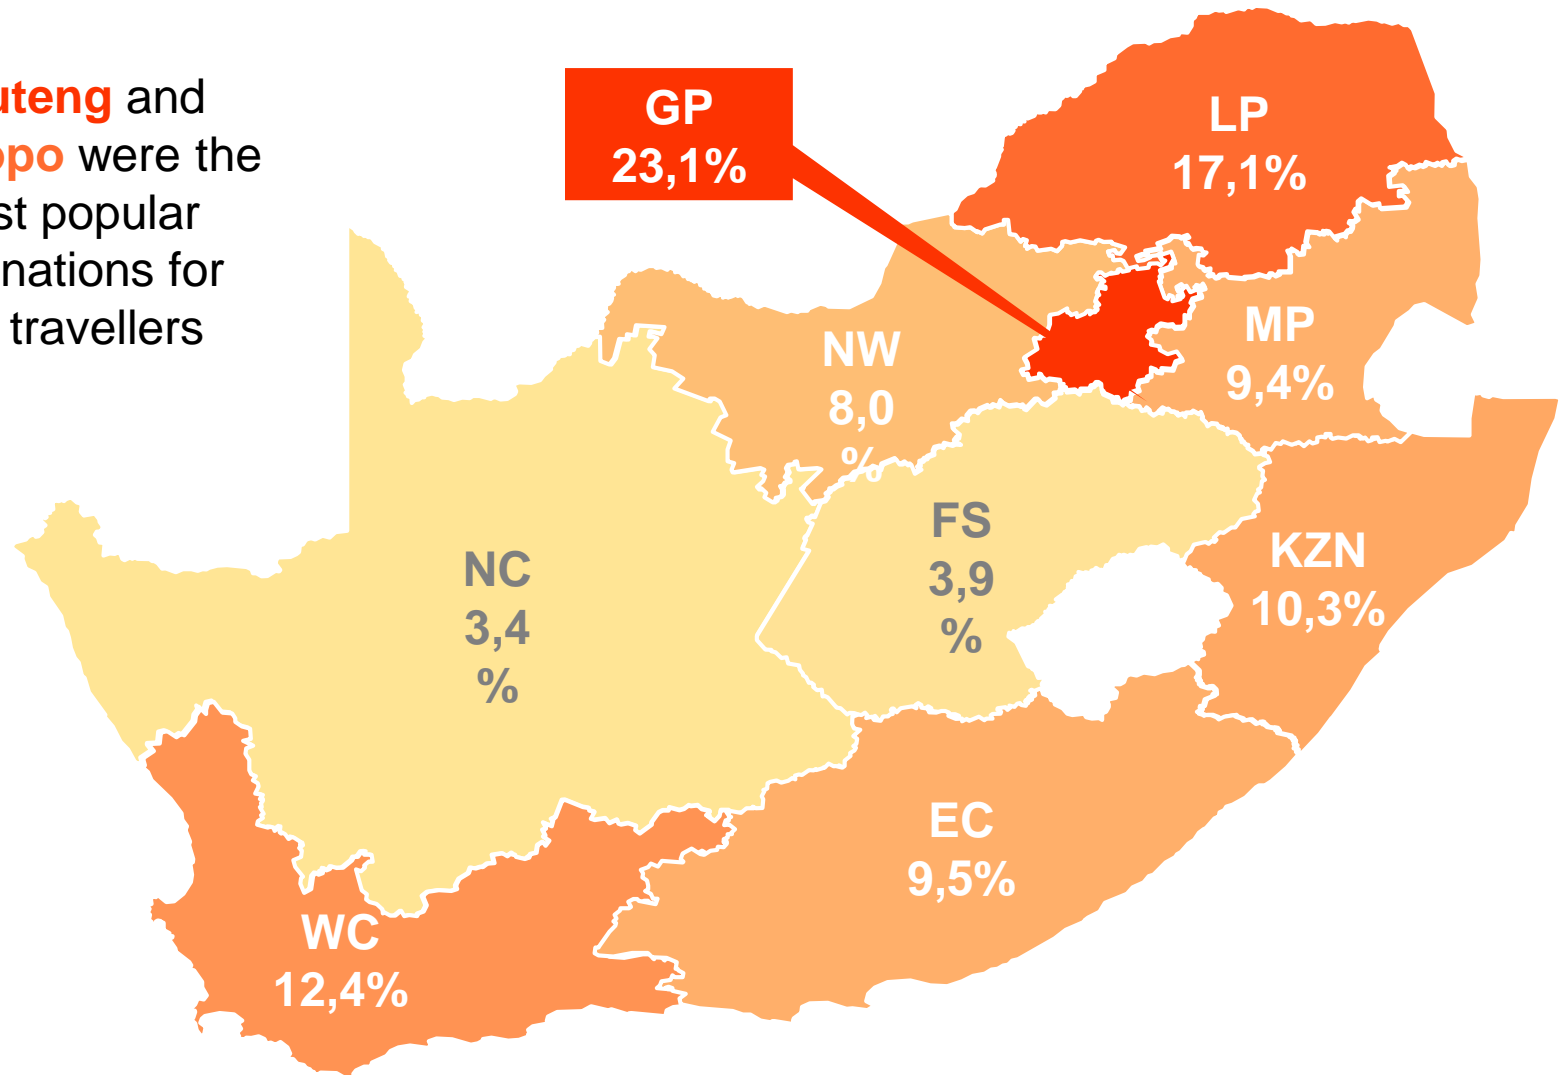 uteng and
opo were the
st popular
nations for
travellers
GP
23,1%
LP
17,1%
NW
8,0
%
MP
9,4%
FS
3,9
%
KZN
10,3%
NC
3,4
%
EC
9,5%
WC
12,4%